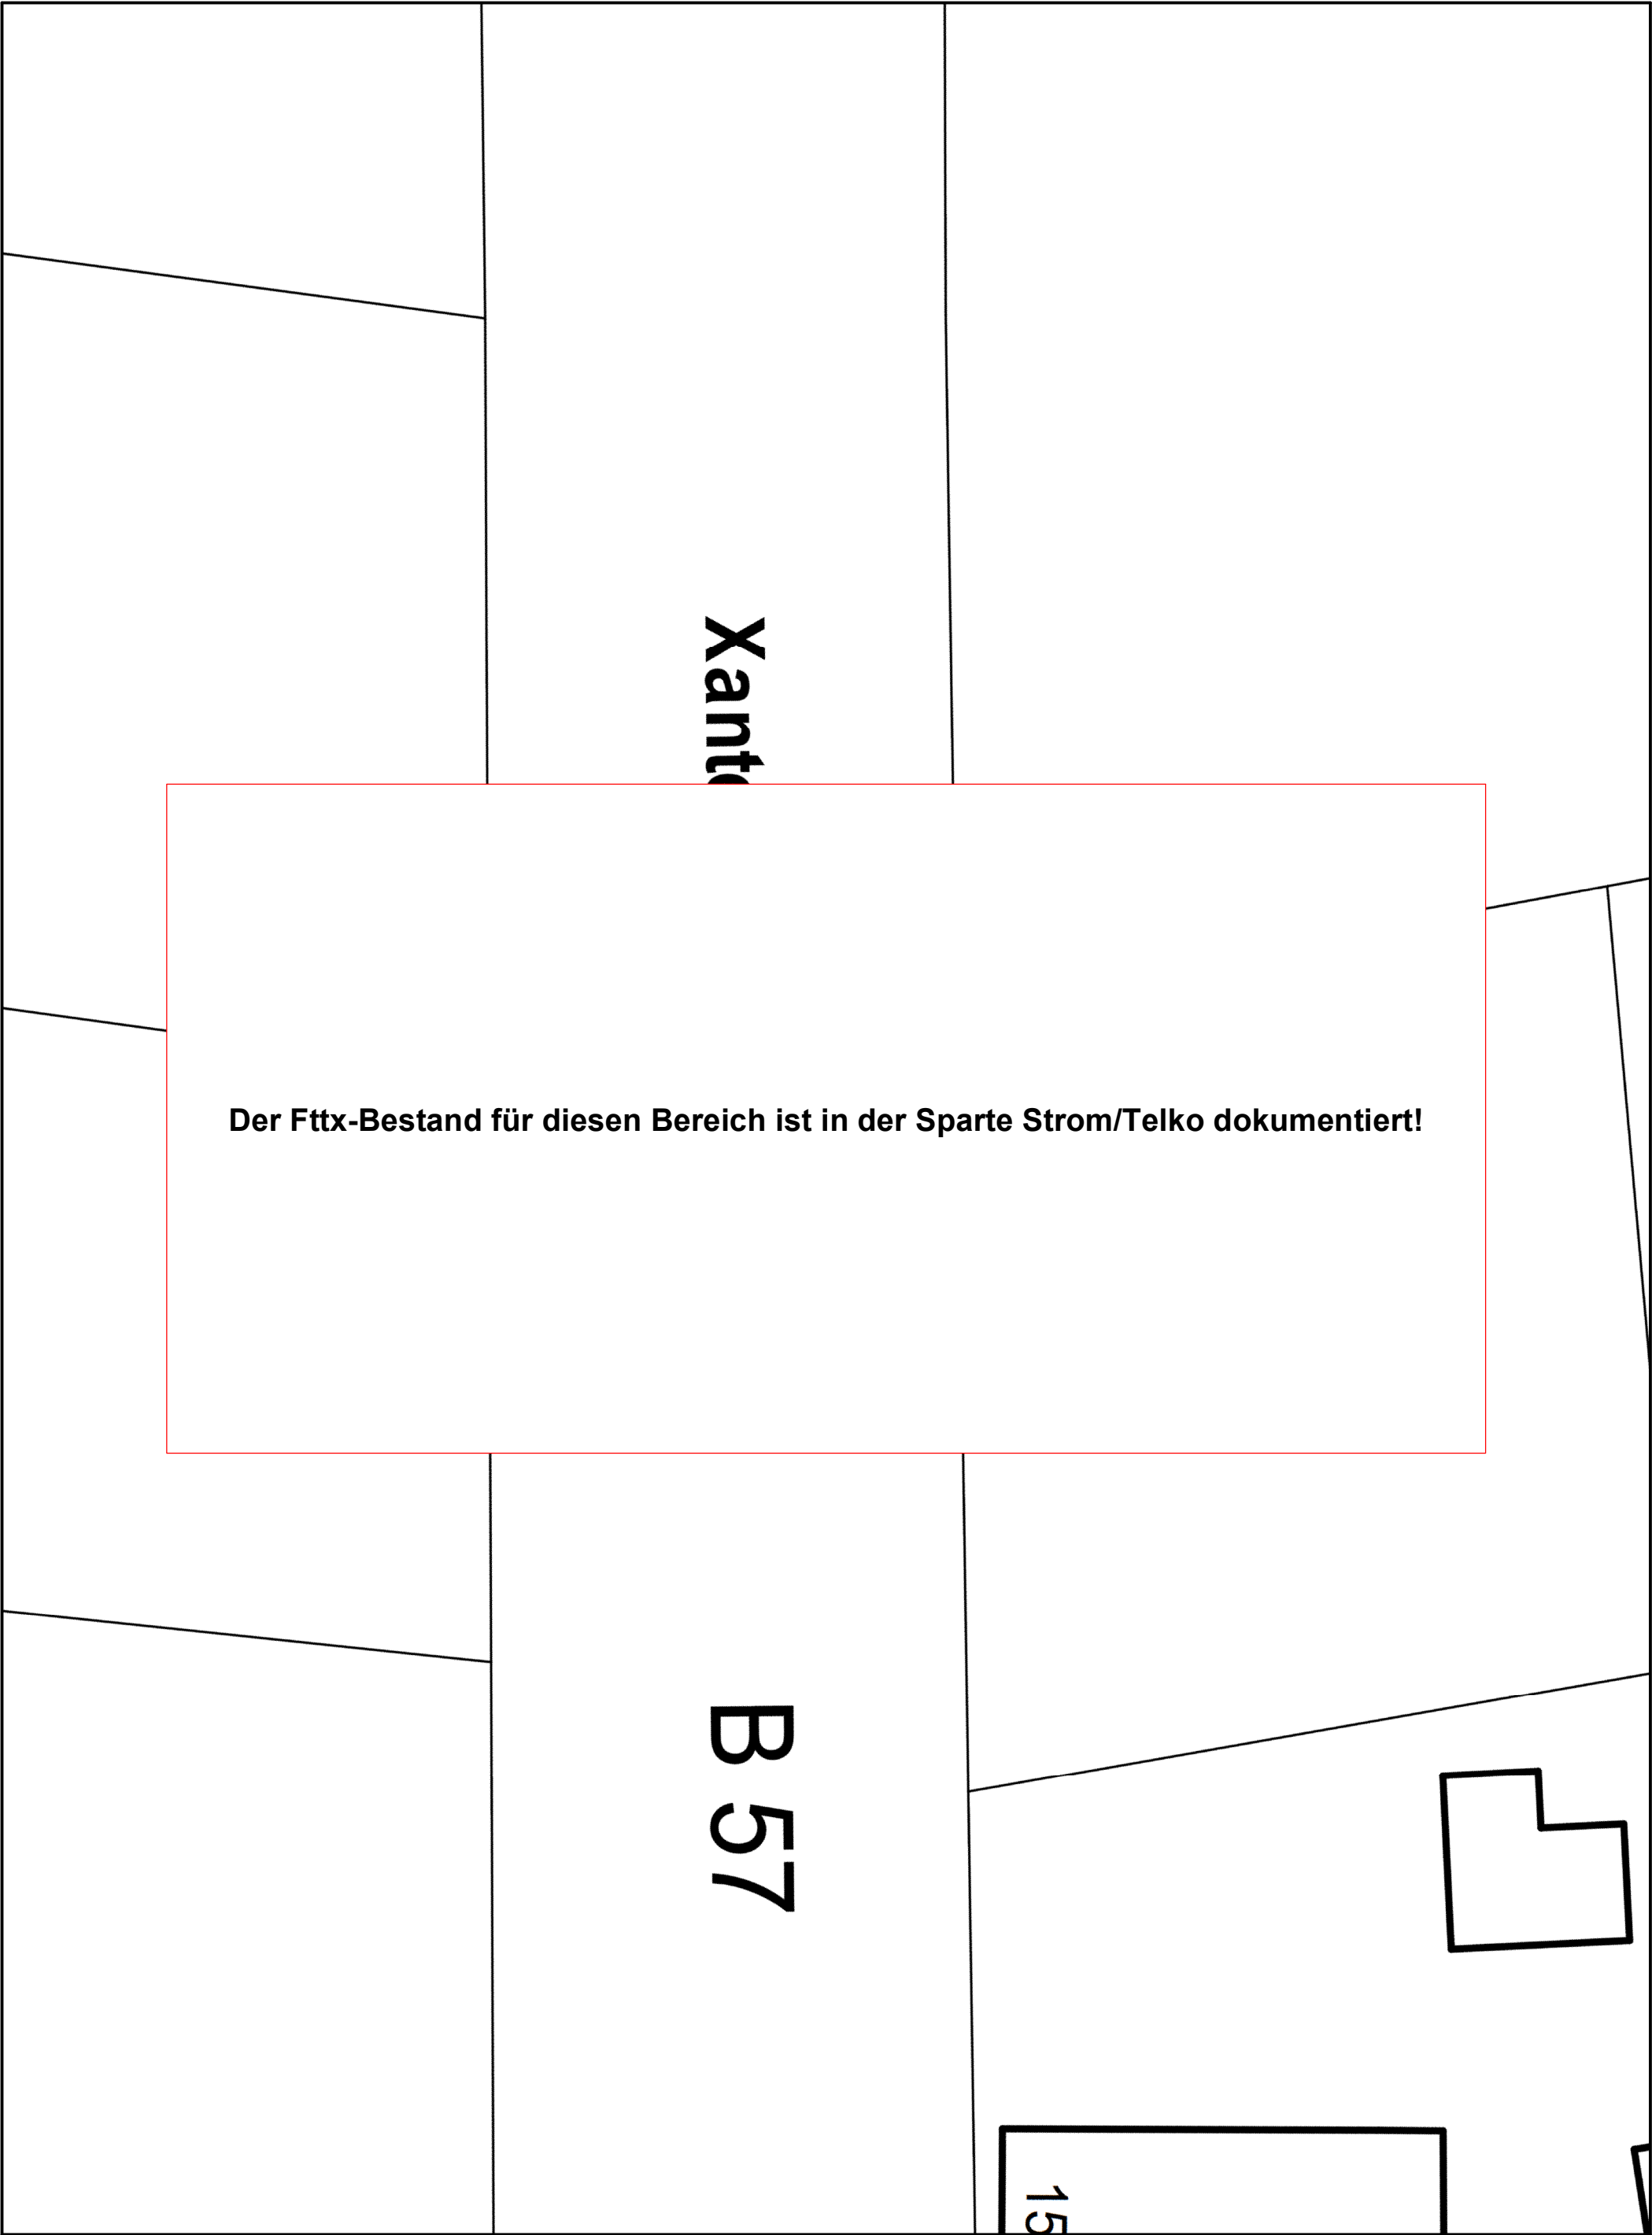 Der Fttx-Bestand für diesen Bereich ist in der Sparte Strom/Telko dokumentiert!
B 57